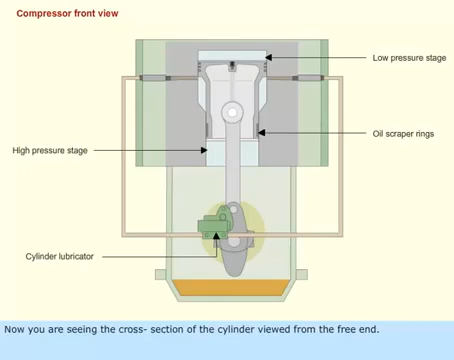 Compressor front view
Low pressure stage
Oil scraper rings
High pressure stage
Cylinder lubricator
Now you are seeing the cross- section of the cylinder viewed from the free end.